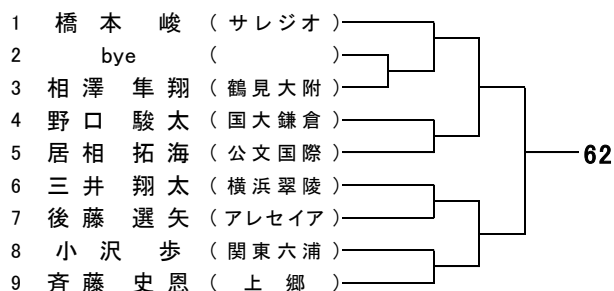 1 橋本 峻 (サレジオ)
2 bye ( )
3 相澤 隼翔 (鶴見大附)
4 野口 駿太 (国大鎌倉)
5 居相 拓海 (公文国際)
6 三井 翔太 (横浜翠陵)
7 後藤 選矢 (アレセイア)
8 小沢 歩 (関東六浦)
9 斉藤 史恩 (上郷)
62